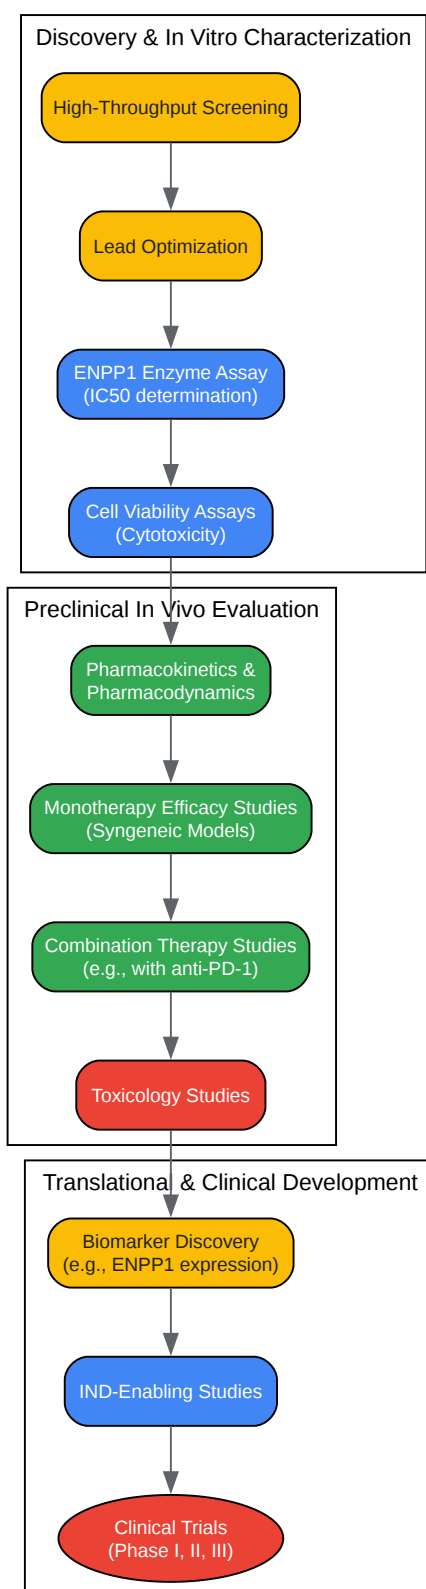 Discovery & In Vitro Characterization
High-Throughput Screening
Lead Optimization
ENPP1 Enzyme Assay
(IC50 determination)
Cell Viability Assays
(Cytotoxicity)
Preclinical In Vivo Evaluation
Pharmacokinetics &
Pharmacodynamics
Monotherapy Efficacy Studies
(Syngeneic Models)
Combination Therapy Studies
(e.g., with anti-PD-1)
Toxicology Studies
Translational & Clinical Development
Biomarker Discovery
(e.g., ENPP1 expression)
IND-Enabling Studies
Clinical Trials
(Phase I, II, III)